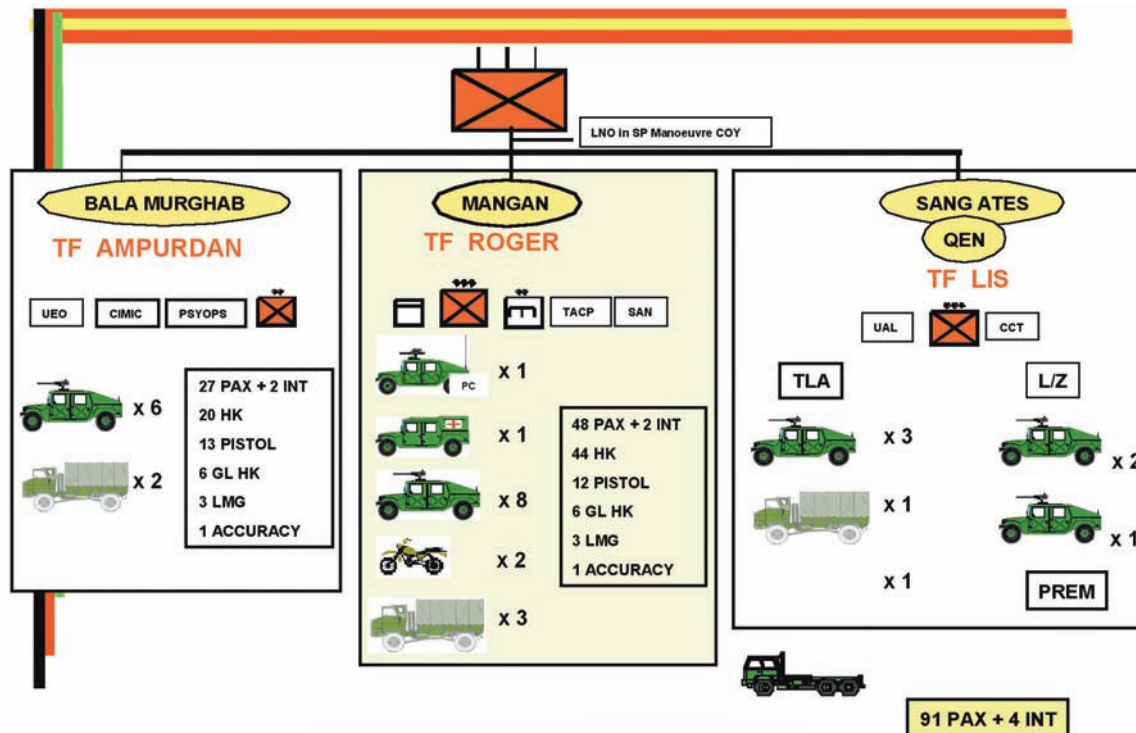 LNO in SP Manoeuvre COY
BALA MURGHAB
TF AMPURDAN
UEO
CIMIC
PSYOPS
x 6
x 2
27 PAX + 2 INT
20 HK
13 PISTOL
6 GL HK
3 LMG
1 ACCURACY
MANGAN
TF ROGER
TACP
SAN
PC
x 1
x 1
x 8
x 2
x 3
48 PAX + 2 INT
44 HK
12 PISTOL
6 GL HK
3 LMG
1 ACCURACY
SANG ATES
QEN
TF LIS
UAL
CCT
TLA
L/Z
x 3
x 2
x 1
x 1
x 1
PREM
91 PAX + 4 INT